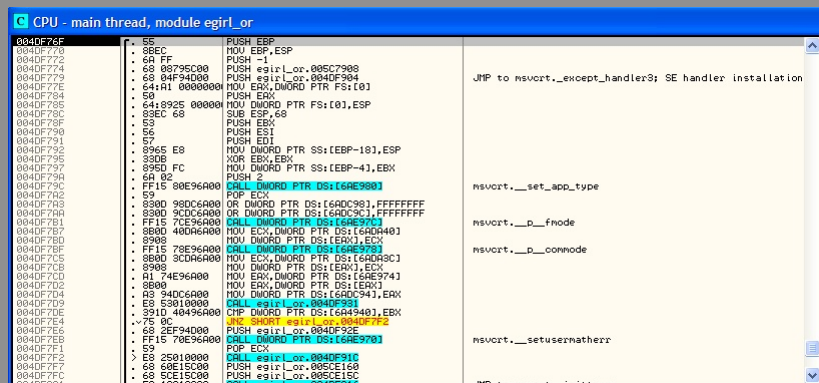 CPU - main thread, module egirl_or
004DF76F 55 PUSH EBP
004DF770 . 8BEC MOV EBP,ESP
004DF772 . 6A FF PUSH -1
004DF774 . 68 08795C00 PUSH egirl_or.005C7908
004DF779 . 68 04F94D00 PUSH egirl_or.004DF904 JMP to msvcrt._except_handler3; SE handler installation
004DF77E . 64:A1 0000000 MOV EAX,DWORD PTR FS:[0]
004DF784 . 50 PUSH EAX
004DF785 . 64:8925 00000 MOV DWORD PTR FS:[0],ESP
004DF78C . 83EC 68 SUB ESP,68
004DF78F . 53 PUSH EBX
004DF790 . 56 PUSH ESI
004DF791 . 57 PUSH EDI
004DF792 . 8965 E8 MOV DWORD PTR SS:[EBP-18],ESP
004DF795 . 33DB XOR EBX,EBX
004DF797 . 895D FC MOV DWORD PTR SS:[EBP-4],EBX
004DF79A . 6A 02 PUSH 2
004DF79C . FF15 80E96A00 CALL DWORD PTR DS:[6AE980] msvcrt.__set_app_type
004DF7A2 . 59 POP ECX
004DF7A3 . 830D 98DC6A00 OR DWORD PTR DS:[6ADC98],FFFFFFFF
004DF7AA . 830D 9CDC6A00 OR DWORD PTR DS:[6ADC9C],FFFFFFFF
004DF7B1 . FF15 7CE96A00 CALL DWORD PTR DS:[6AE97C] msvcrt.__p__fmode
004DF7B7 . 8B0D 40DA6A00 MOV ECX,DWORD PTR DS:[6ADA40]
004DF7BD . 8908 MOV DWORD PTR DS:[EAX],ECX
004DF7BF . FF15 78E96A00 CALL DWORD PTR DS:[6AE978] msvcrt.__p__commode
004DF7C5 . 8B0D 3CDA6A00 MOV ECX,DWORD PTR DS:[6ADA3C]
004DF7CB . 8908 MOV DWORD PTR DS:[EAX],ECX
004DF7CD . A1 74E96A00 MOV EAX,DWORD PTR DS:[6AE974]
004DF7D2 . 8B00 MOV EAX,DWORD PTR DS:[EAX]
004DF7D4 . A3 94DC6A00 MOV DWORD PTR DS:[6ADC94],EAX
004DF7D9 . E8 53010000 CALL egirl_or.004DF931
004DF7DE . 391D 40496A00 CMP DWORD PTR DS:[6A4940],EBX
004DF7E4 . 75 0C JNZ SHORT egirl_or.004DF7F2
004DF7E6 . 68 2EF94D00 PUSH egirl_or.004DF92E
004DF7EB . FF15 70E96A00 CALL DWORD PTR DS:[6AE970] msvcrt.__setusermatherr
004DF7F1 . 59 POP ECX
004DF7F2 > E8 25010000 CALL egirl_or.004DF91C
004DF7F7 . 68 60E15C00 PUSH egirl_or.005CE160
004DF7FC . 68 5CE15C00 PUSH egirl_or.005CE15C